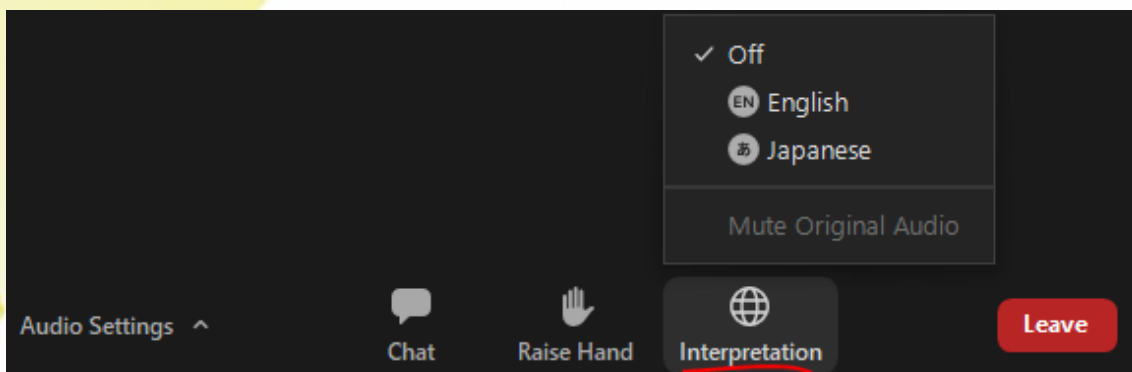 Off
EN English
あ Japanese
Mute Original Audio
Audio Settings
Chat
Raise Hand
Interpretation
Leave